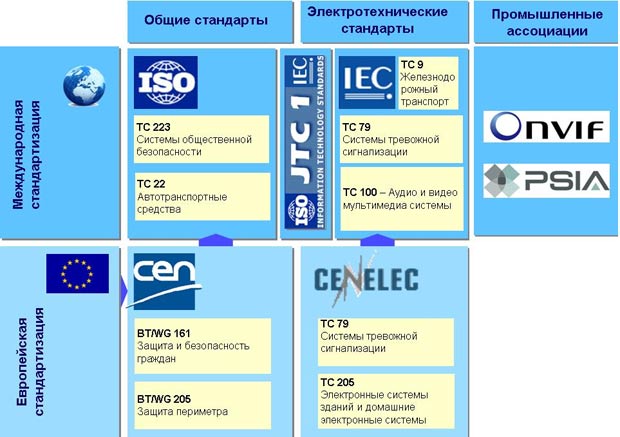 Общие стандарты
Электротехнические
стандарты
Промышленные
ассоциации
Международная
стандартизация
ISO
TC 223
Системы общественной
безопасности
TC 22
Автотранспортные
средства
ISO JTC 1 IEC
INFORMATION TECHNOLOGY STANDARDS
IEC
TC 9
Железнодо
рожный
транспорт
TC 79
Системы тревожной
сигнализации
TC 100 – Аудио и видео
мультимедиа системы
ONVIF
PSIA
Европейская
стандартизация
cen
BT/WG 161
Защита и безопасность
граждан
BT/WG 205
Защита периметра
CENELEC
TC 79
Системы тревожной
сигнализации
TC 205
Электронные системы
зданий и домашние
электронные системы